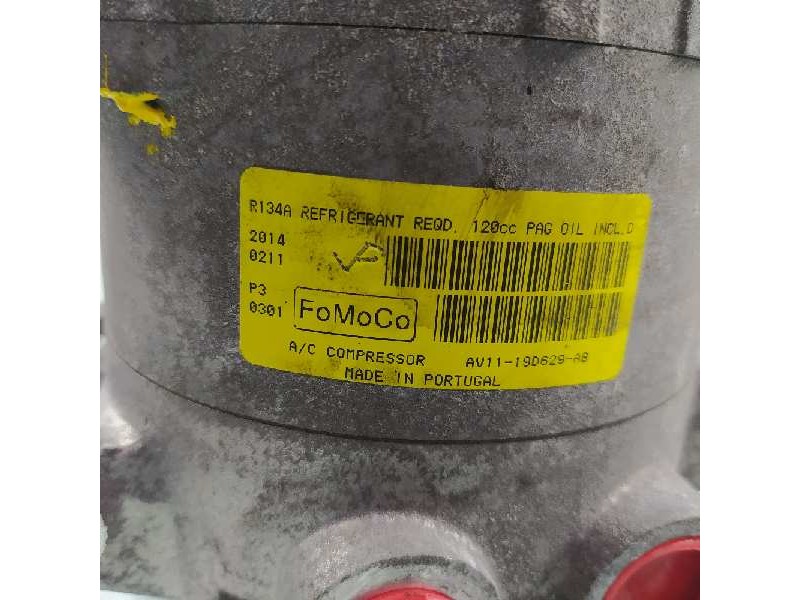 R134A REFRIGERANT REQD. 120cc PAG OIL INCL.D
2014
0211
P3
0301
FoMoCo
A/C COMPRESSOR AV11-19D629-AB
MADE IN PORTUGAL